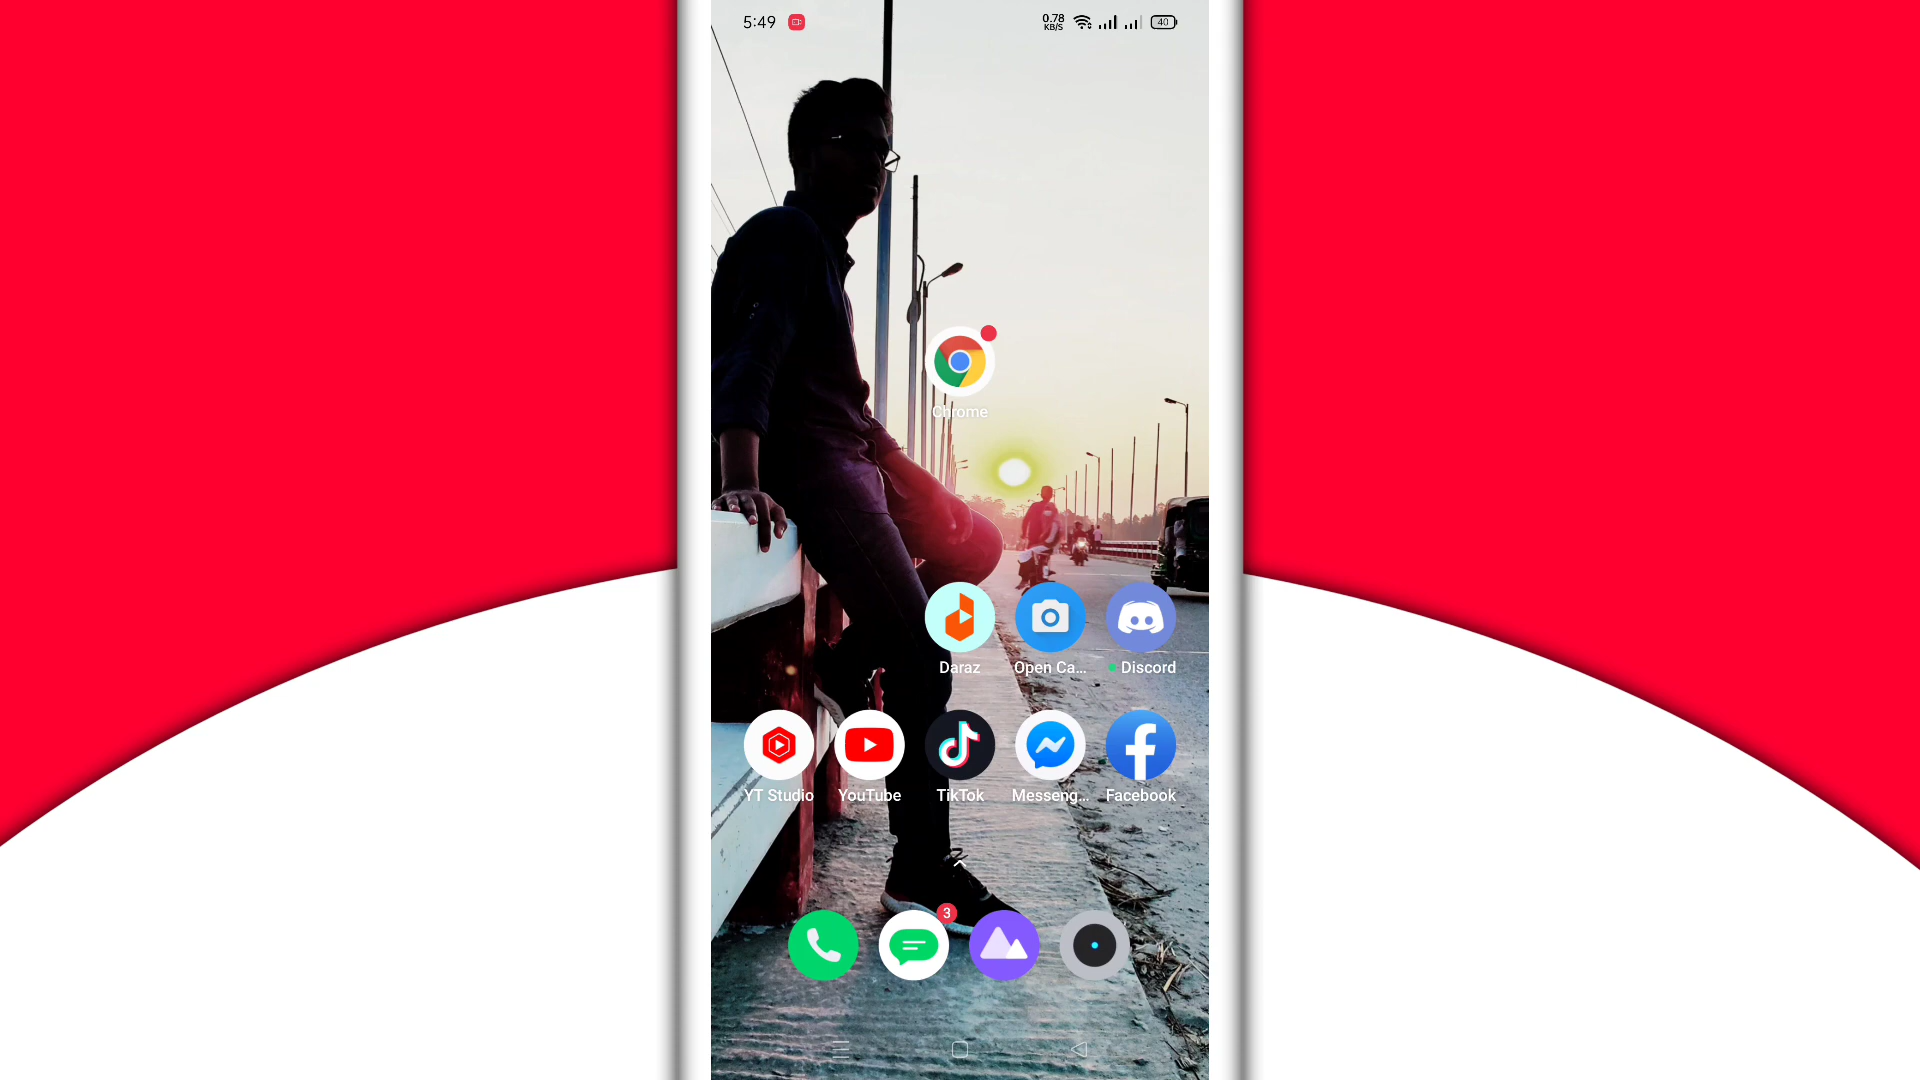 5:49
0.78
KB/S
40
Chrome
Daraz
Open Ca...
Discord
YT Studio
YouTube
TikTok
Messeng...
Facebook
3